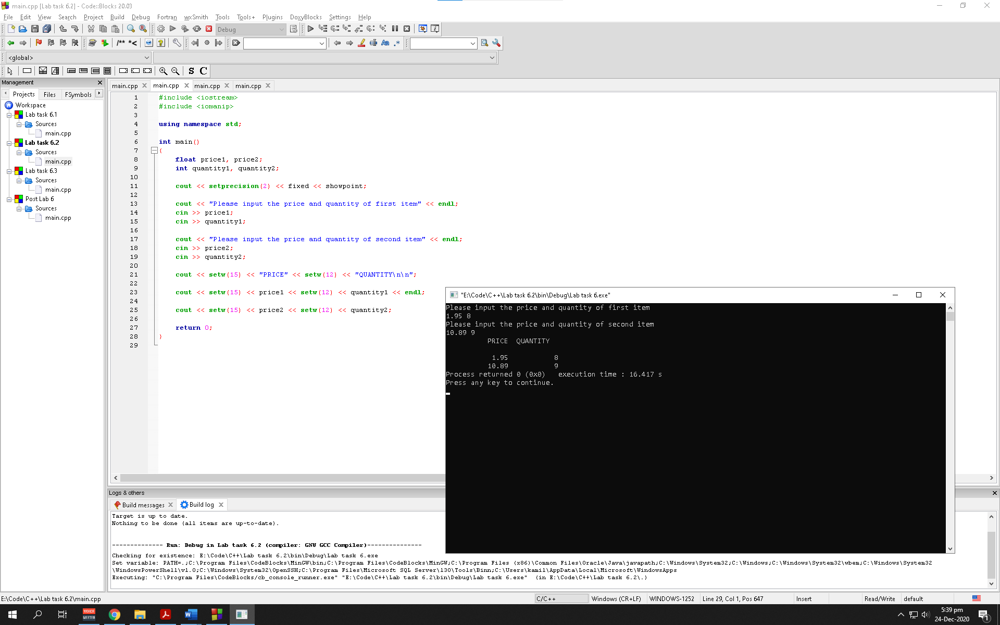 main.cpp [Lab task 6.2] - Code::Blocks 20.03
File Edit View Search Project Build Debug Fortran wxSmith Tools Tools+ Plugins DoxyBlocks Settings Help
Debug
/** *<
Aa .*
<global>
S C
Management
Projects Files FSymbols
Workspace
Lab task 6.1
Sources
main.cpp
Lab task 6.2
Sources
main.cpp
Lab task 6.3
Sources
main.cpp
Post Lab 6
Sources
main.cpp
main.cpp main.cpp main.cpp main.cpp
1 #include <iostream>
2 #include <iomanip>
3
4 using namespace std;
5
6 int main()
7 {
8 float price1, price2;
9 int quantity1, quantity2;
10
11 cout << setprecision(2) << fixed << showpoint;
12
13 cout << "Please input the price and quantity of first item" << endl;
14 cin >> price1;
15 cin >> quantity1;
16
17 cout << "Please input the price and quantity of second item" << endl;
18 cin >> price2;
19 cin >> quantity2;
20
21 cout << setw(15) << "PRICE" << setw(12) << "QUANTITY\n\n";
22
23 cout << setw(15) << price1 << setw(12) << quantity1 << endl;
24
25 cout << setw(15) << price2 << setw(12) << quantity2;
26
27 return 0;
28 }
29
"E:\Code\C++\Lab task 6.2\bin\Debug\Lab task 6.exe"
Please input the price and quantity of first item
1.95 8
Please input the price and quantity of second item
10.89 9
PRICE QUANTITY
1.95 8
10.89 9
Process returned 0 (0x0) execution time : 16.417 s
Press any key to continue.
Logs & others
Build messages Build log
Target is up to date.
Nothing to be done (all items are up-to-date).
-------------- Run: Debug in Lab task 6.2 (compiler: GNU GCC Compiler)---------------
Checking for existence: E:\Code\C++\Lab task 6.2\bin\Debug\Lab task 6.exe
Set variable: PATH=.;C:\Program Files\CodeBlocks\MinGW\bin;C:\Program Files\CodeBlocks\MinGW;C:\Program Files (x86)\Common Files\Oracle\Java\javapath;C:\Windows\System32;C:\Windows;C:\Windows\System32\wbem;C:\Windows\System32
\WindowsPowerShell\v1.0;C:\Windows\System32\OpenSSH;C:\Program Files\Microsoft SQL Server\130\Tools\Binn;C:\Users\kamil\AppData\Local\Microsoft\WindowsApps
Executing: "C:\Program Files\CodeBlocks/cb_console_runner.exe" "E:\Code\C++\Lab task 6.2\bin\Debug\Lab task 6.exe" (in E:\Code\C++\Lab task 6.2\.)
E:\Code\C++\Lab task 6.2\main.cpp C/C++ Windows (CR+LF) WINDOWS-1252 Line 29, Col 1, Pos 647 Insert Read/Write default
VOICE
MEETER
5:39 pm
24-Dec-2020
1